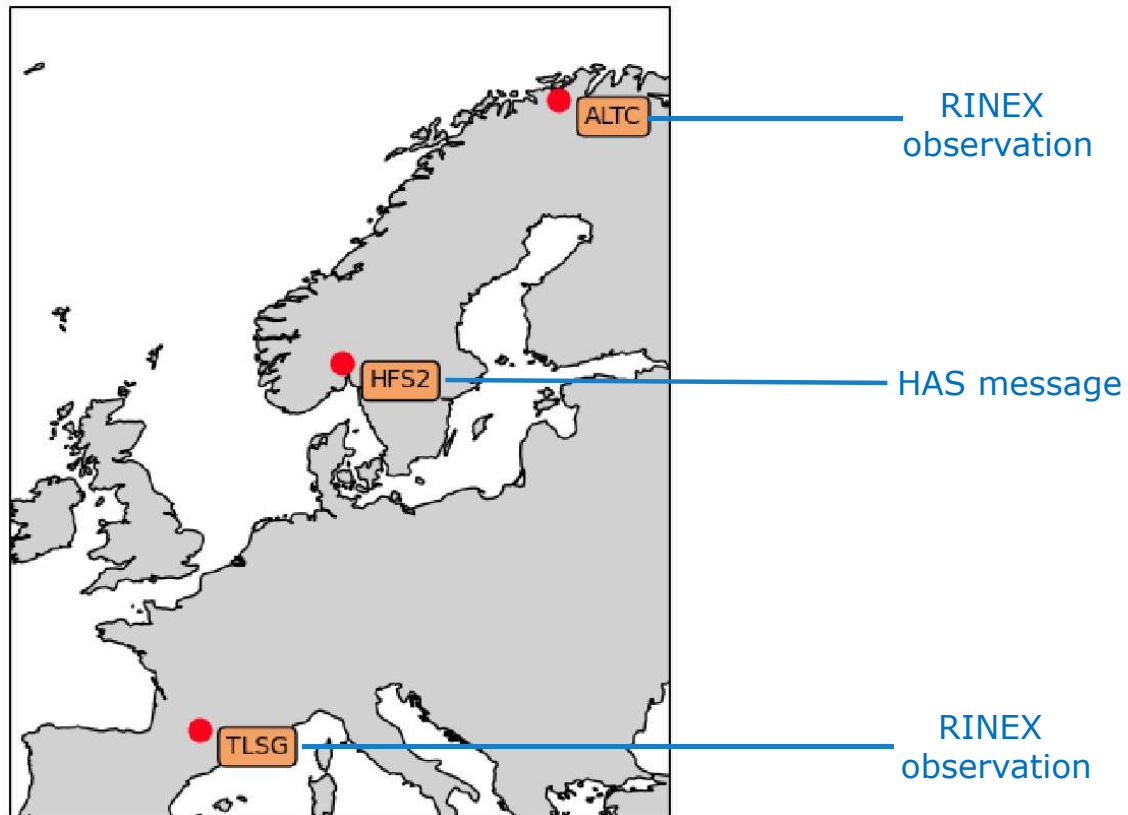 ALTC
RINEX
observation
HFS2
HAS message
TLSG
RINEX
observation